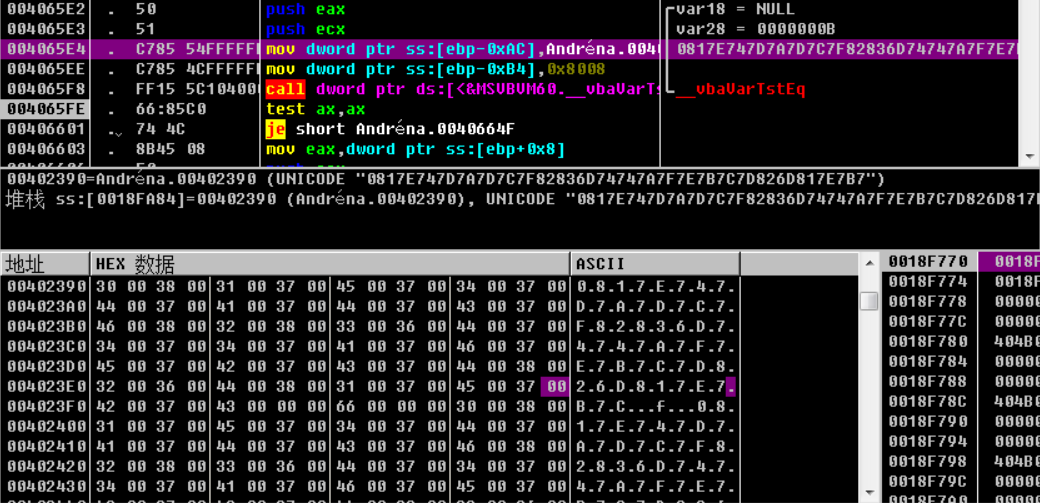 004065E2 . 50 push eax var18 = NULL
004065E3 . 51 push ecx var28 = 0000000B
004065E4 . C785 54FFFFFF mov dword ptr ss:[ebp-0xAC],Andréna.004 0817E747D7A7D7C7F82836D74747A7F7E7
004065EE . C785 4CFFFFFF mov dword ptr ss:[ebp-0xB4],0x8008
004065F8 . FF15 5C10400 call dword ptr ds:[<&MSVBVM60.__vbaVarTs __vbaVarTstEq
004065FE . 66:85C0 test ax,ax
00406601 . 74 4C je short Andréna.0040664F
00406603 . 8B45 08 mov eax,dword ptr ss:[ebp+0x8]
00402390=Andréna.00402390 (UNICODE "0817E747D7A7D7C7F82836D74747A7F7E7B7C7D826D817E7B7")
堆栈 ss:[0018FA84]=00402390 (Andréna.00402390), UNICODE "0817E747D7A7D7C7F82836D74747A7F7E7B7C7D826D817
地址 HEX 数据 ASCII 0018F770 0018F
00402390 30 00 38 00 31 00 37 00 45 00 37 00 34 00 37 00 0.8.1.7.E.7.4.7. 0018F774 0018F
004023A0 44 00 37 00 41 00 37 00 44 00 37 00 43 00 37 00 D.7.A.7.D.7.C.7. 0018F778 00000
004023B0 46 00 38 00 32 00 38 00 33 00 36 00 44 00 37 00 F.8.2.8.3.6.D.7. 0018F77C 00000
004023C0 34 00 37 00 34 00 37 00 41 00 37 00 46 00 37 00 4.7.4.7.A.7.F.7. 0018F780 404B0
004023D0 45 00 37 00 42 00 37 00 43 00 37 00 44 00 38 00 E.7.B.7.C.7.D.8. 0018F784 00000
004023E0 32 00 36 00 44 00 38 00 31 00 37 00 45 00 37 00 2.6.D.8.1.7.E.7. 0018F788 00000
004023F0 42 00 37 00 43 00 00 00 66 00 00 00 30 00 38 00 B.7.C...f...0.8. 0018F78C 404B0
00402400 31 00 37 00 45 00 37 00 34 00 37 00 44 00 37 00 1.7.E.7.4.7.D.7. 0018F790 00000
00402410 41 00 37 00 44 00 37 00 43 00 37 00 46 00 38 00 A.7.D.7.C.7.F.8. 0018F794 00000
00402420 32 00 38 00 33 00 36 00 44 00 37 00 34 00 37 00 2.8.3.6.D.7.4.7. 0018F798 404B0
00402430 34 00 37 00 41 00 37 00 46 00 37 00 45 00 37 00 4.7.A.7.F.7.E.7. 0018F79C 00000